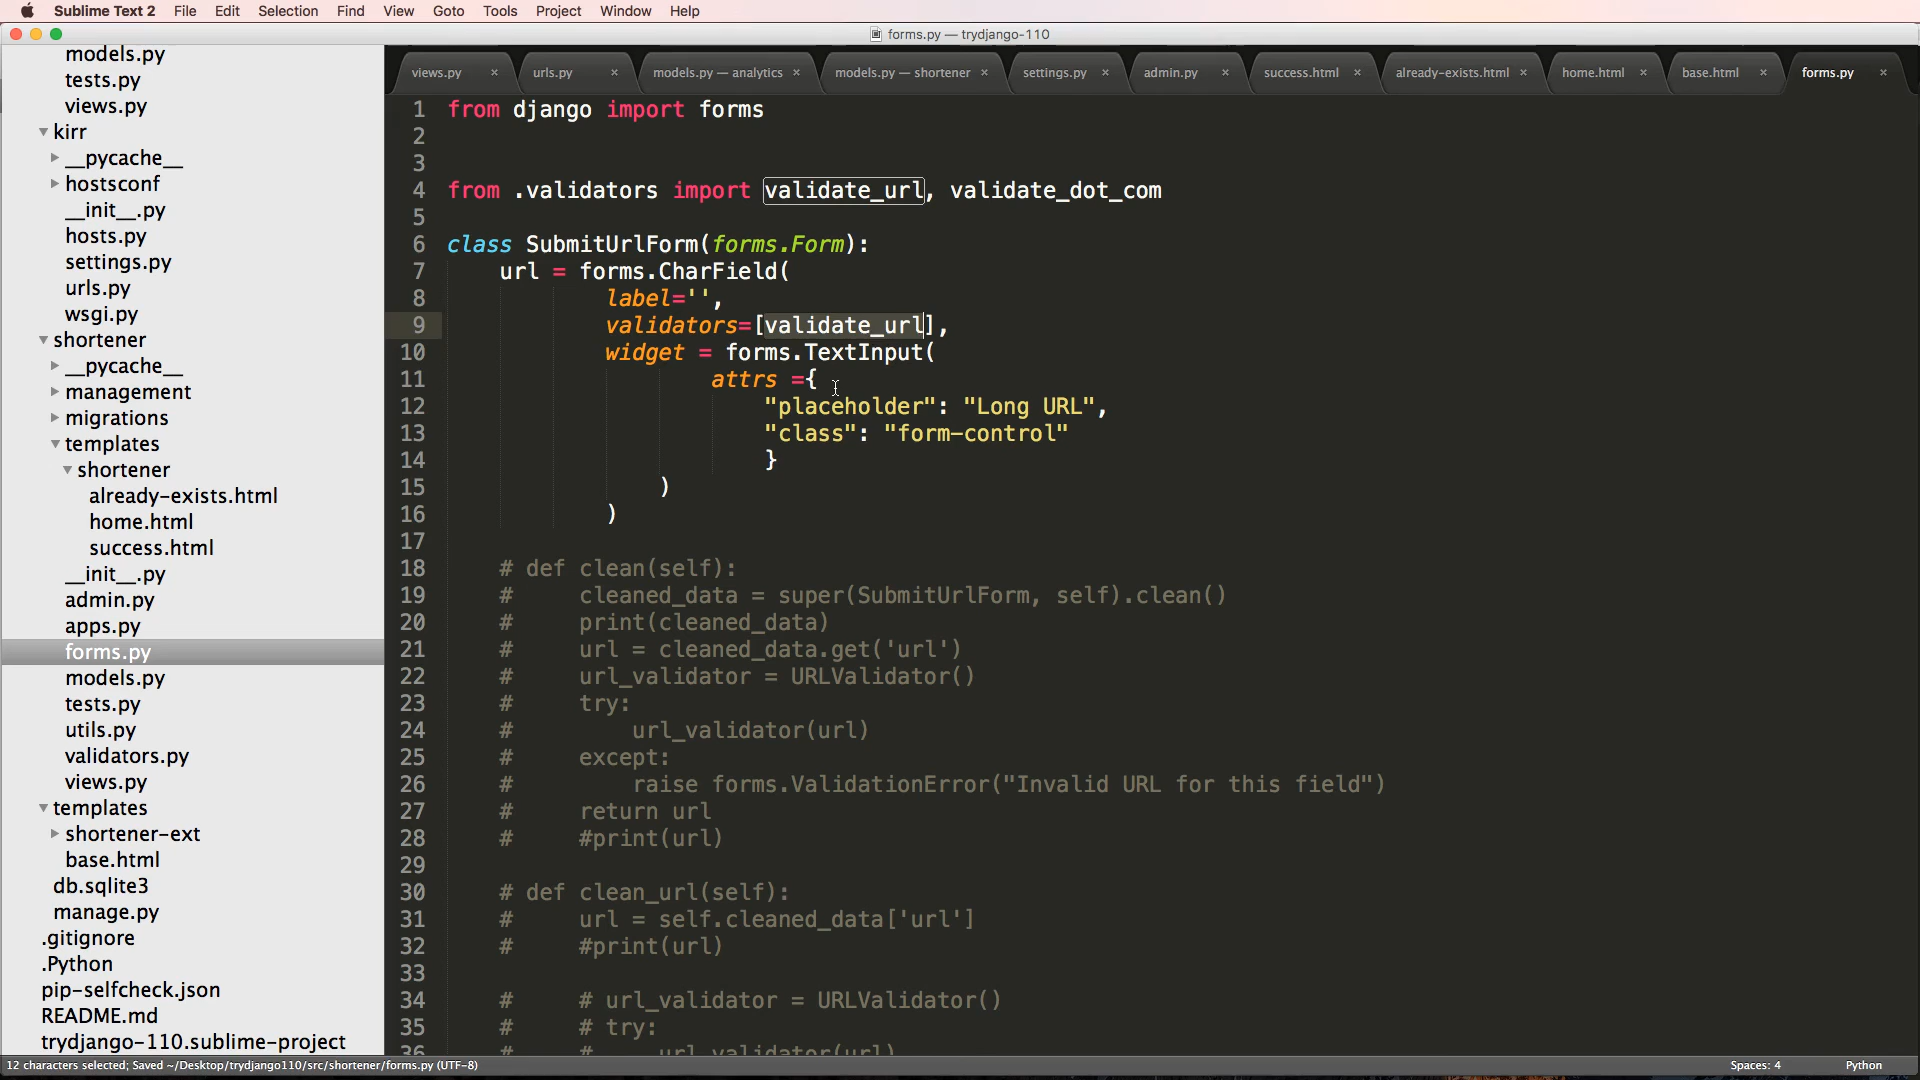 Sublime Text 2 File Edit Selection Find View Goto Tools Project Window Help
forms.py — trydjango-110
models.py
tests.py
views.py
kirr
__pycache__
hostsconf
__init__.py
hosts.py
settings.py
urls.py
wsgi.py
shortener
__pycache__
management
migrations
templates
shortener
already-exists.html
home.html
success.html
__init__.py
admin.py
apps.py
forms.py
models.py
tests.py
utils.py
validators.py
views.py
templates
shortener-ext
base.html
db.sqlite3
manage.py
.gitignore
.Python
pip-selfcheck.json
README.md
trydjango-110.sublime-project
views.py × urls.py × models.py — analytics × models.py — shortener × settings.py × admin.py × success.html × already-exists.html × home.html × base.html × forms.py ×
1 from django import forms
2
3
4 from .validators import validate_url, validate_dot_com
5
6 class SubmitUrlForm(forms.Form):
7 url = forms.CharField(
8 label='',
9 validators=[validate_url],
10 widget = forms.TextInput(
11 attrs ={
12 "placeholder": "Long URL",
13 "class": "form-control"
14 }
15 )
16 )
17
18 # def clean(self):
19 # cleaned_data = super(SubmitUrlForm, self).clean()
20 # print(cleaned_data)
21 # url = cleaned_data.get('url')
22 # url_validator = URLValidator()
23 # try:
24 # url_validator(url)
25 # except:
26 # raise forms.ValidationError("Invalid URL for this field")
27 # return url
28 # #print(url)
29
30 # def clean_url(self):
31 # url = self.cleaned_data['url']
32 # #print(url)
33
34 # # url_validator = URLValidator()
35 # # try:
36 # # url_validator(url)
12 characters selected; Saved ~/Desktop/trydjango110/src/shortener/forms.py (UTF-8) Spaces: 4 Python